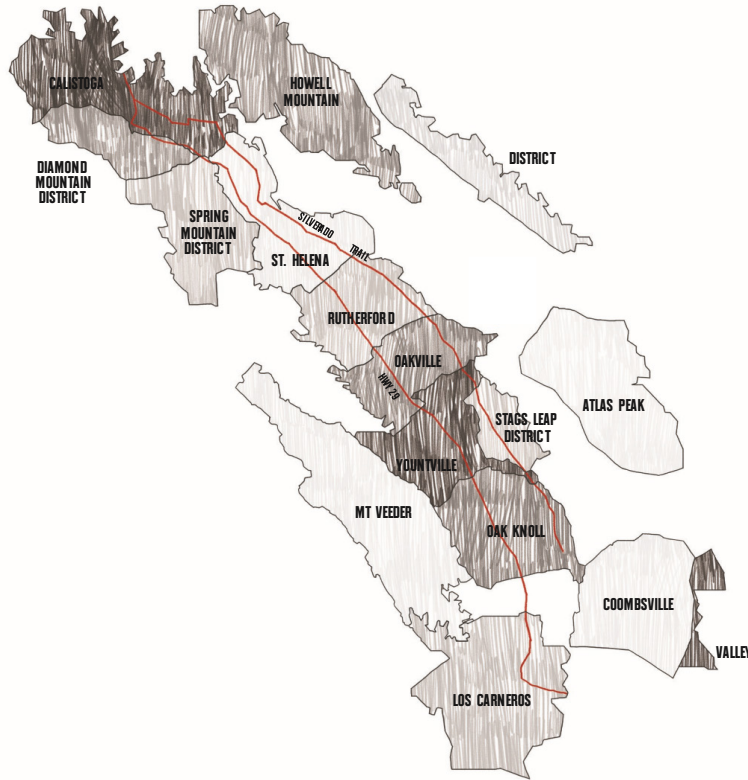 CALISTOGA
HOWELL
MOUNTAIN
DISTRICT
DIAMOND
MOUNTAIN
DISTRICT
SPRING
MOUNTAIN
DISTRICT
SILVERADO
TRAIL
ST. HELENA
RUTHERFORD
OAKVILLE
HWY 29
ATLAS PEAK
STAGS LEAP
DISTRICT
YOUNTVILLE
MT VEEDER
OAK KNOLL
COOMBSVILLE
VALLEY
LOS CARNEROS